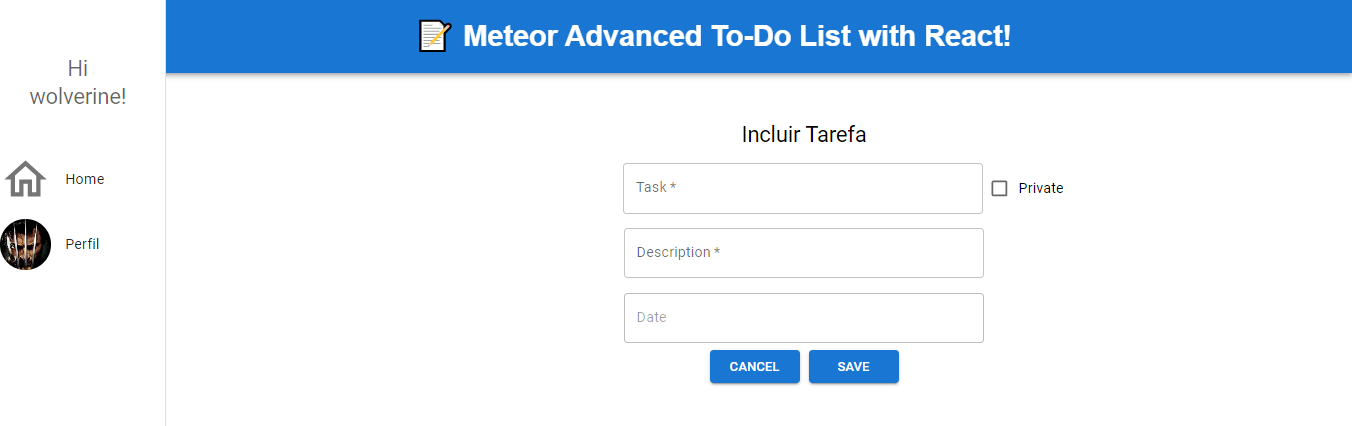 Meteor Advanced To-Do List with React!
Hi
wolverine!
Home
Perfil
Incluir Tarefa
Task *
Private
Description *
Date
CANCEL
SAVE